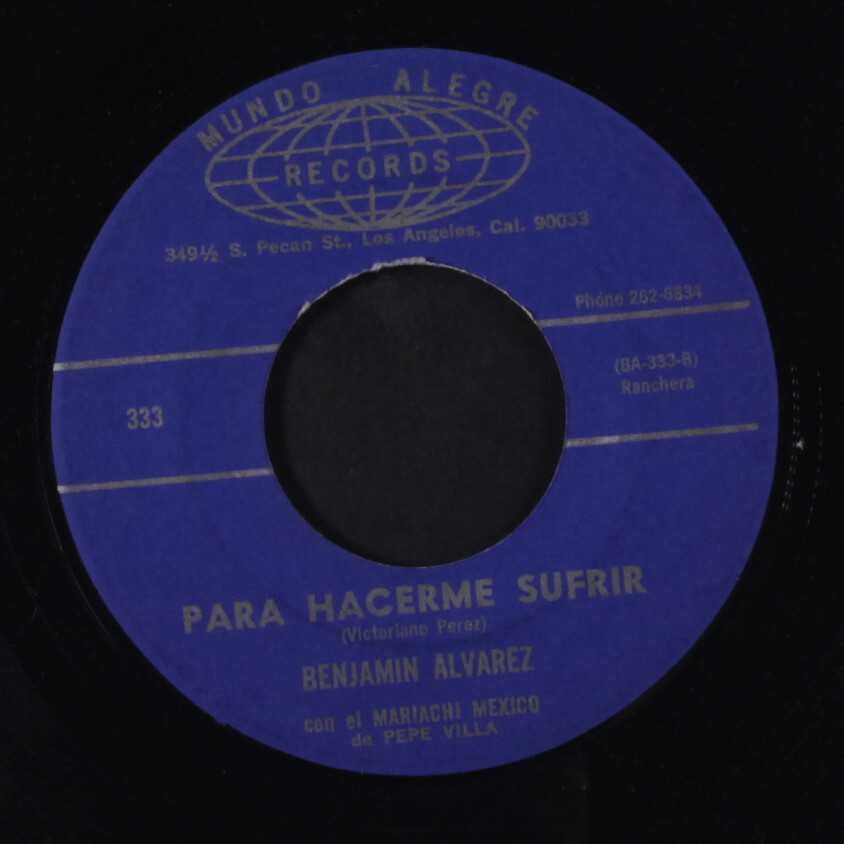 MUNDO ALEGRE
RECORDS
349½ S. Pecan St., Los Angeles, Cal. 90033
Phone 262-6834
333
(BA-333-B)
Ranchera
PARA HACERME SUFRIR
(Victoriano Perez)
BENJAMIN ALVAREZ
con el MARIACHI MEXICO
de PEPE VILLA